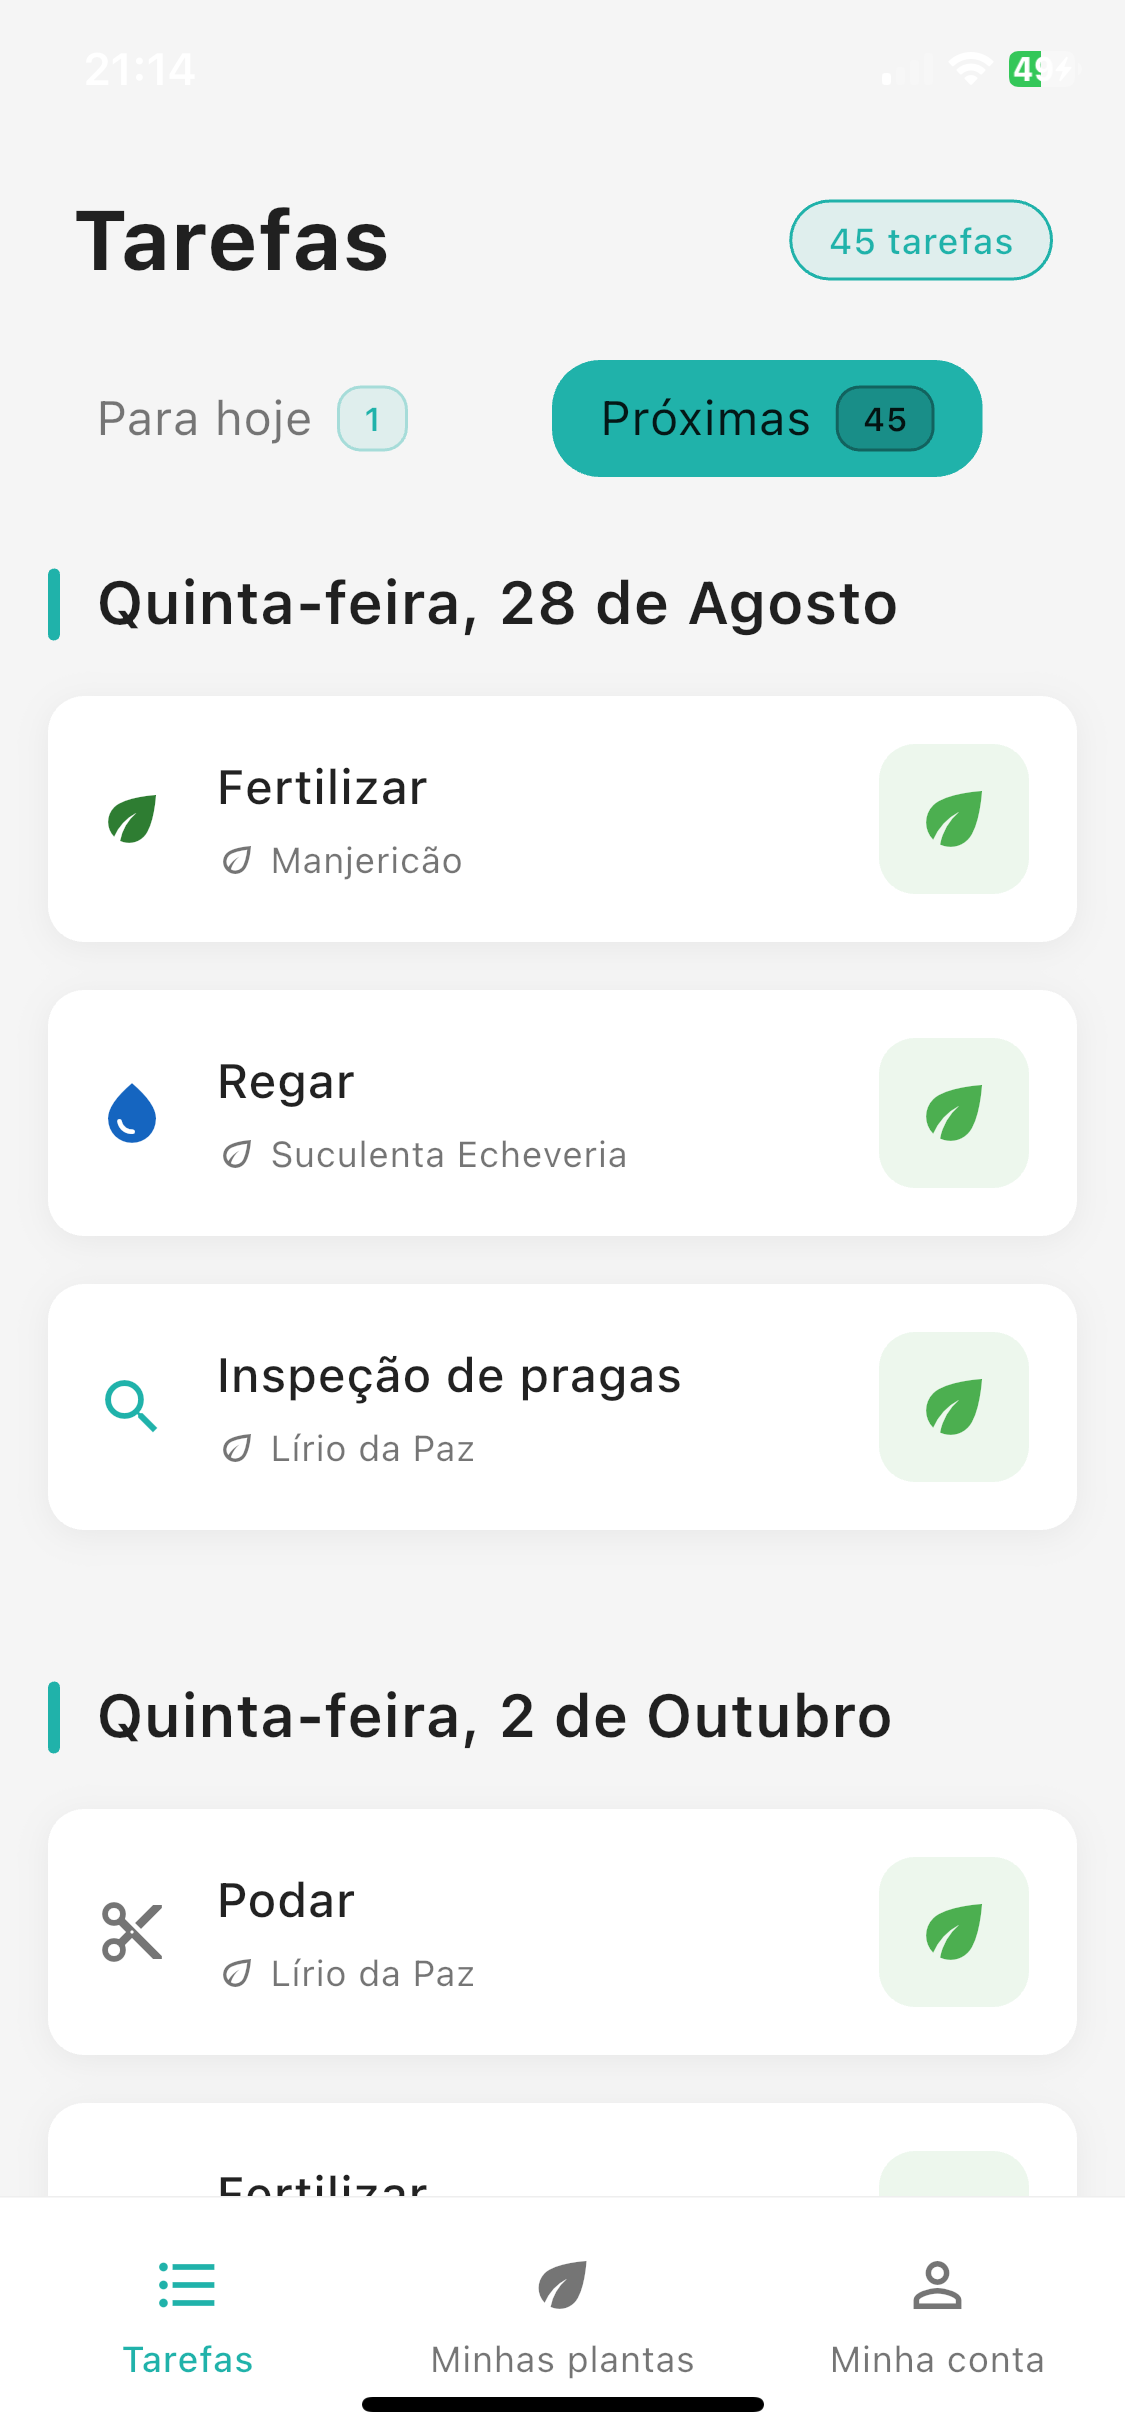 21:14
49
Tarefas
45 tarefas
Para hoje 1
Próximas 45
Quinta-feira, 28 de Agosto
Fertilizar
Manjericão
Regar
Suculenta Echeveria
Inspeção de pragas
Lírio da Paz
Quinta-feira, 2 de Outubro
Podar
Lírio da Paz
Fertilizar
Tarefas
Minhas plantas
Minha conta